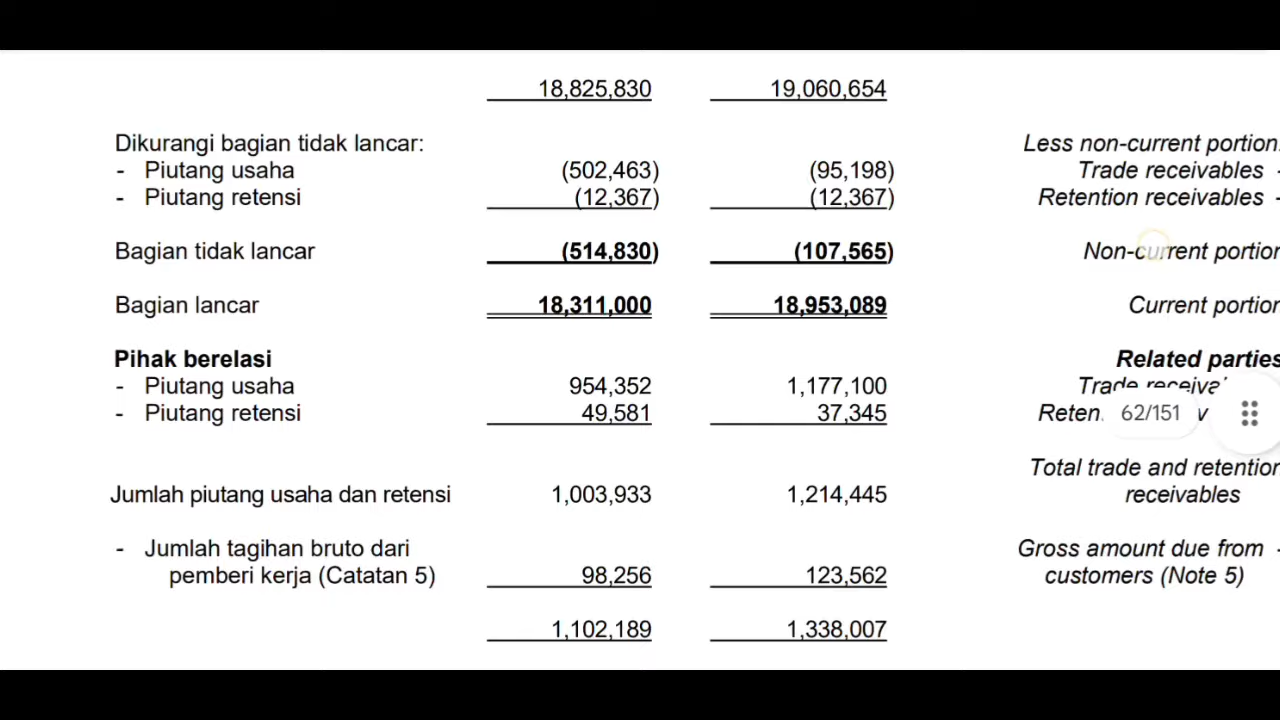 18,825,830 19,060,654
Dikurangi bagian tidak lancar: Less non-current portion:
- Piutang usaha (502,463) (95,198) Trade receivables -
- Piutang retensi (12,367) (12,367) Retention receivables -
Bagian tidak lancar (514,830) (107,565) Non-current portion
Bagian lancar 18,311,000 18,953,089 Current portion
Pihak berelasi Related parties
- Piutang usaha 954,352 1,177,100 Trade
- Piutang retensi 49,581 37,345 62/151
Total trade and retention
Jumlah piutang usaha dan retensi 1,003,933 1,214,445 receivables
- Jumlah tagihan bruto dari Gross amount due from -
pemberi kerja (Catatan 5) 98,256 123,562 customers (Note 5)
1,102,189 1,338,007